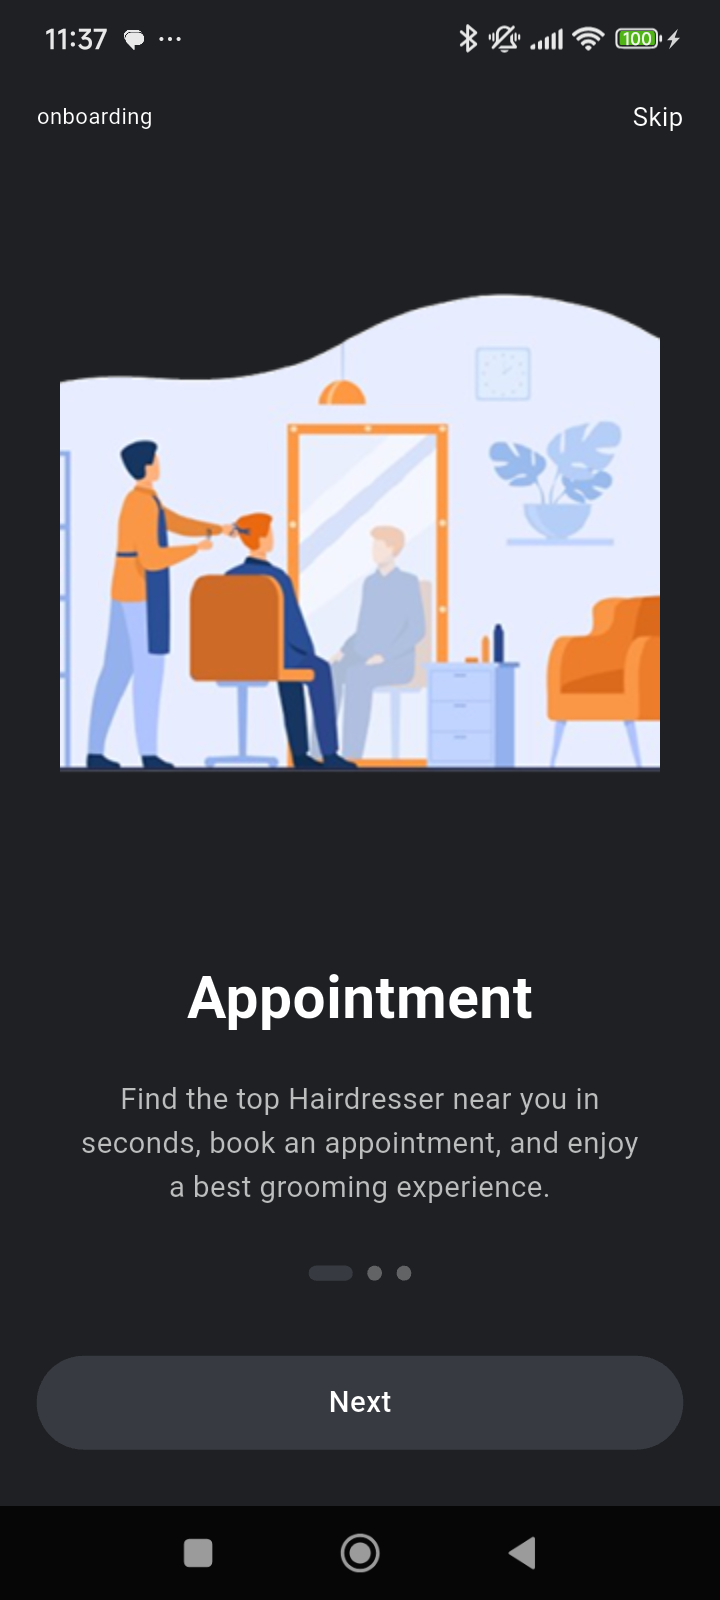 11:37
100
onboarding
Skip
Appointment
Find the top Hairdresser near you in
seconds, book an appointment, and enjoy
a best grooming experience.
Next